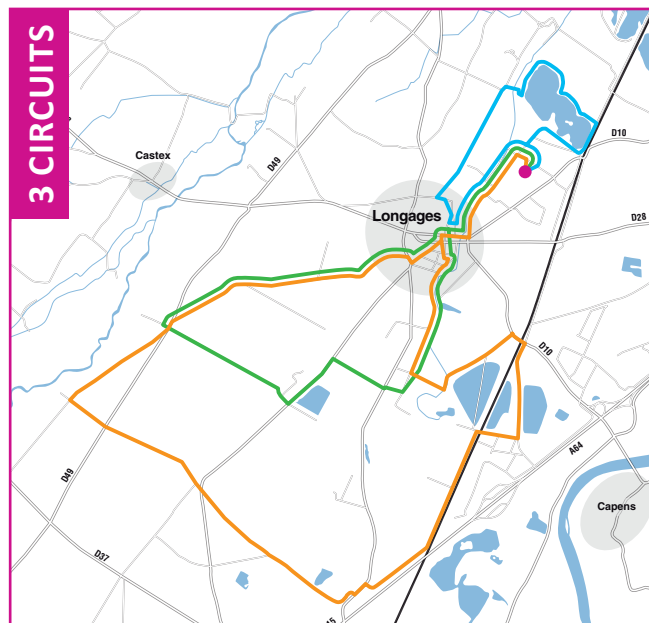 3 CIRCUITS
D10
D49
Castex
Longages
D28
D10
A64
D49
Capens
D37